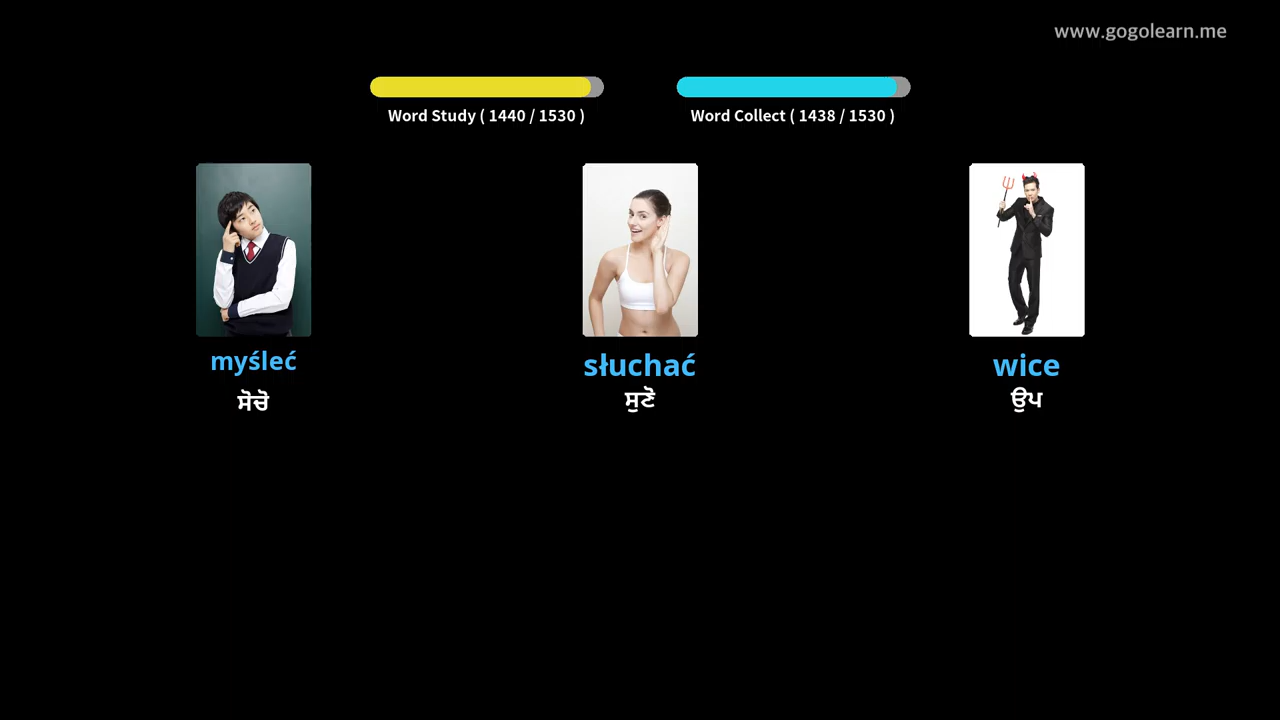 www.gogolearn.me
Word Study ( 1440 / 1530 )
Word Collect ( 1438 / 1530 )
myśleć
słuchać
wice
ਸੋਚੋ
ਸੁਣੋ
ਉਪ